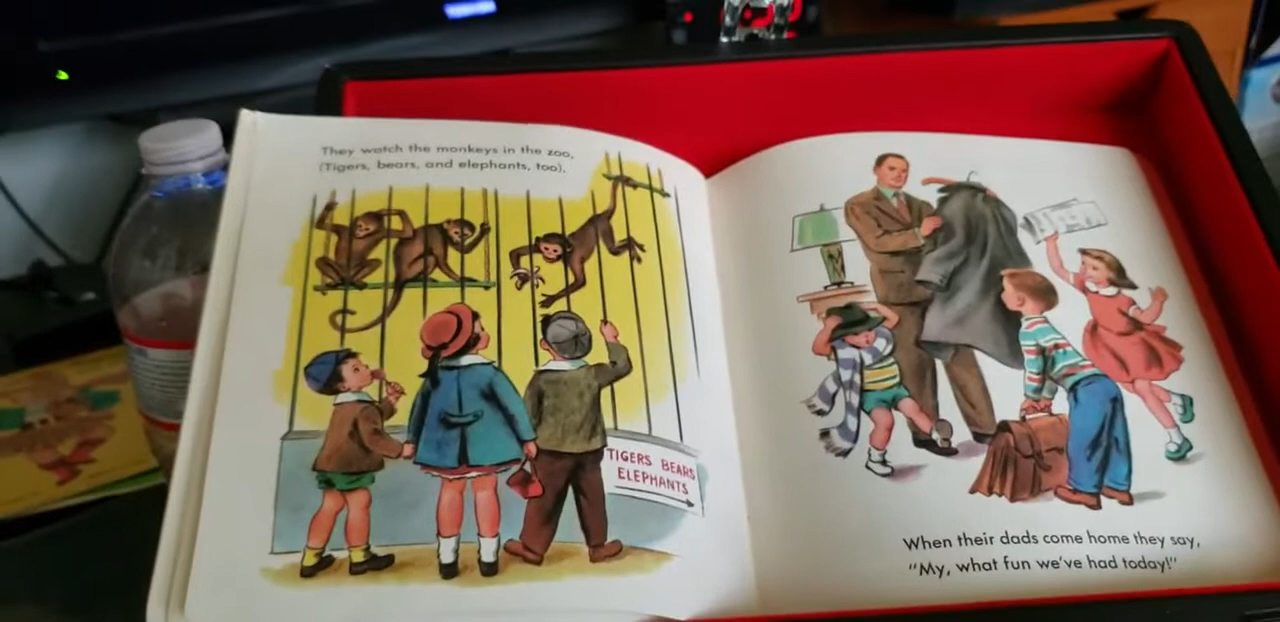 They watch the monkeys in the zoo,
(Tigers, bears, and elephants, too).
TIGERS BEARS
ELEPHANTS
When their dads come home they say,
"My, what fun we've had today!"